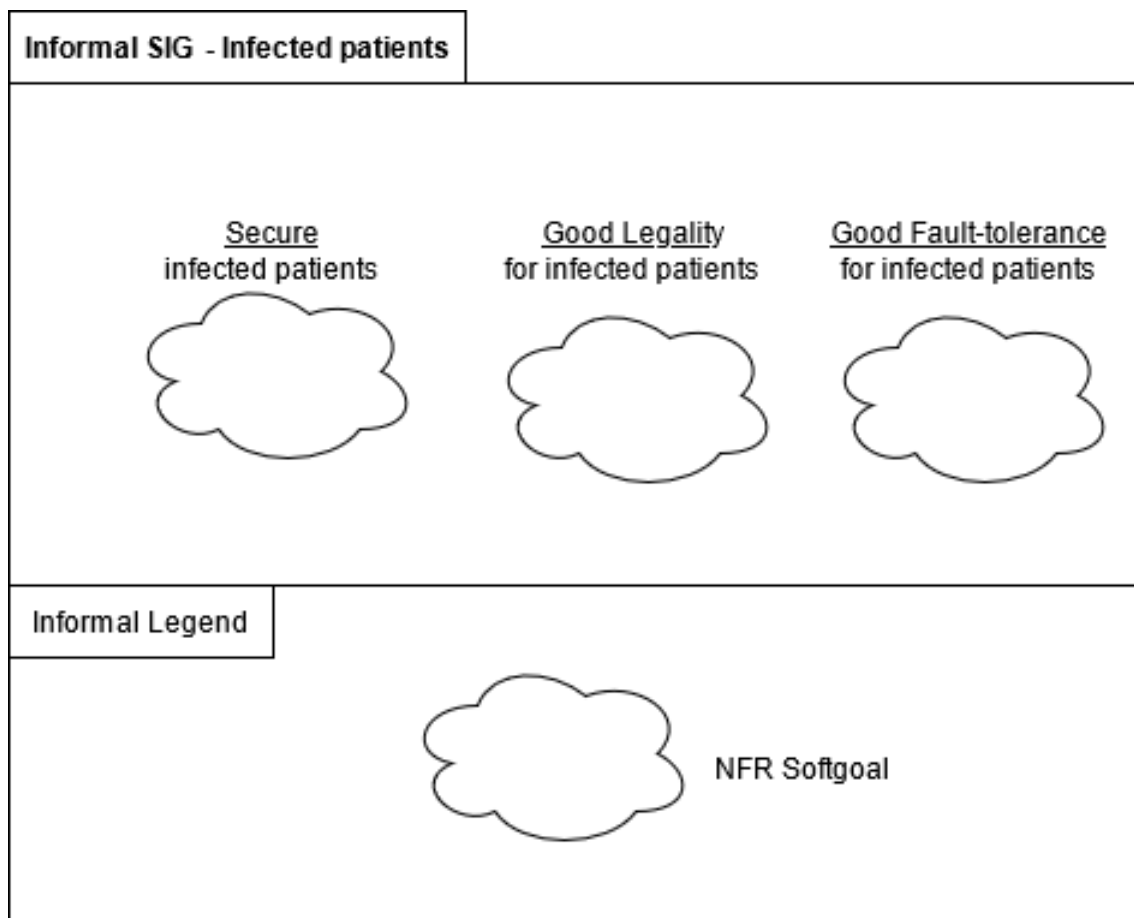 Informal SIG - Infected patients
Secure
infected patients
Good Legality
for infected patients
Good Fault-tolerance
for infected patients
Informal Legend
NFR Softgoal